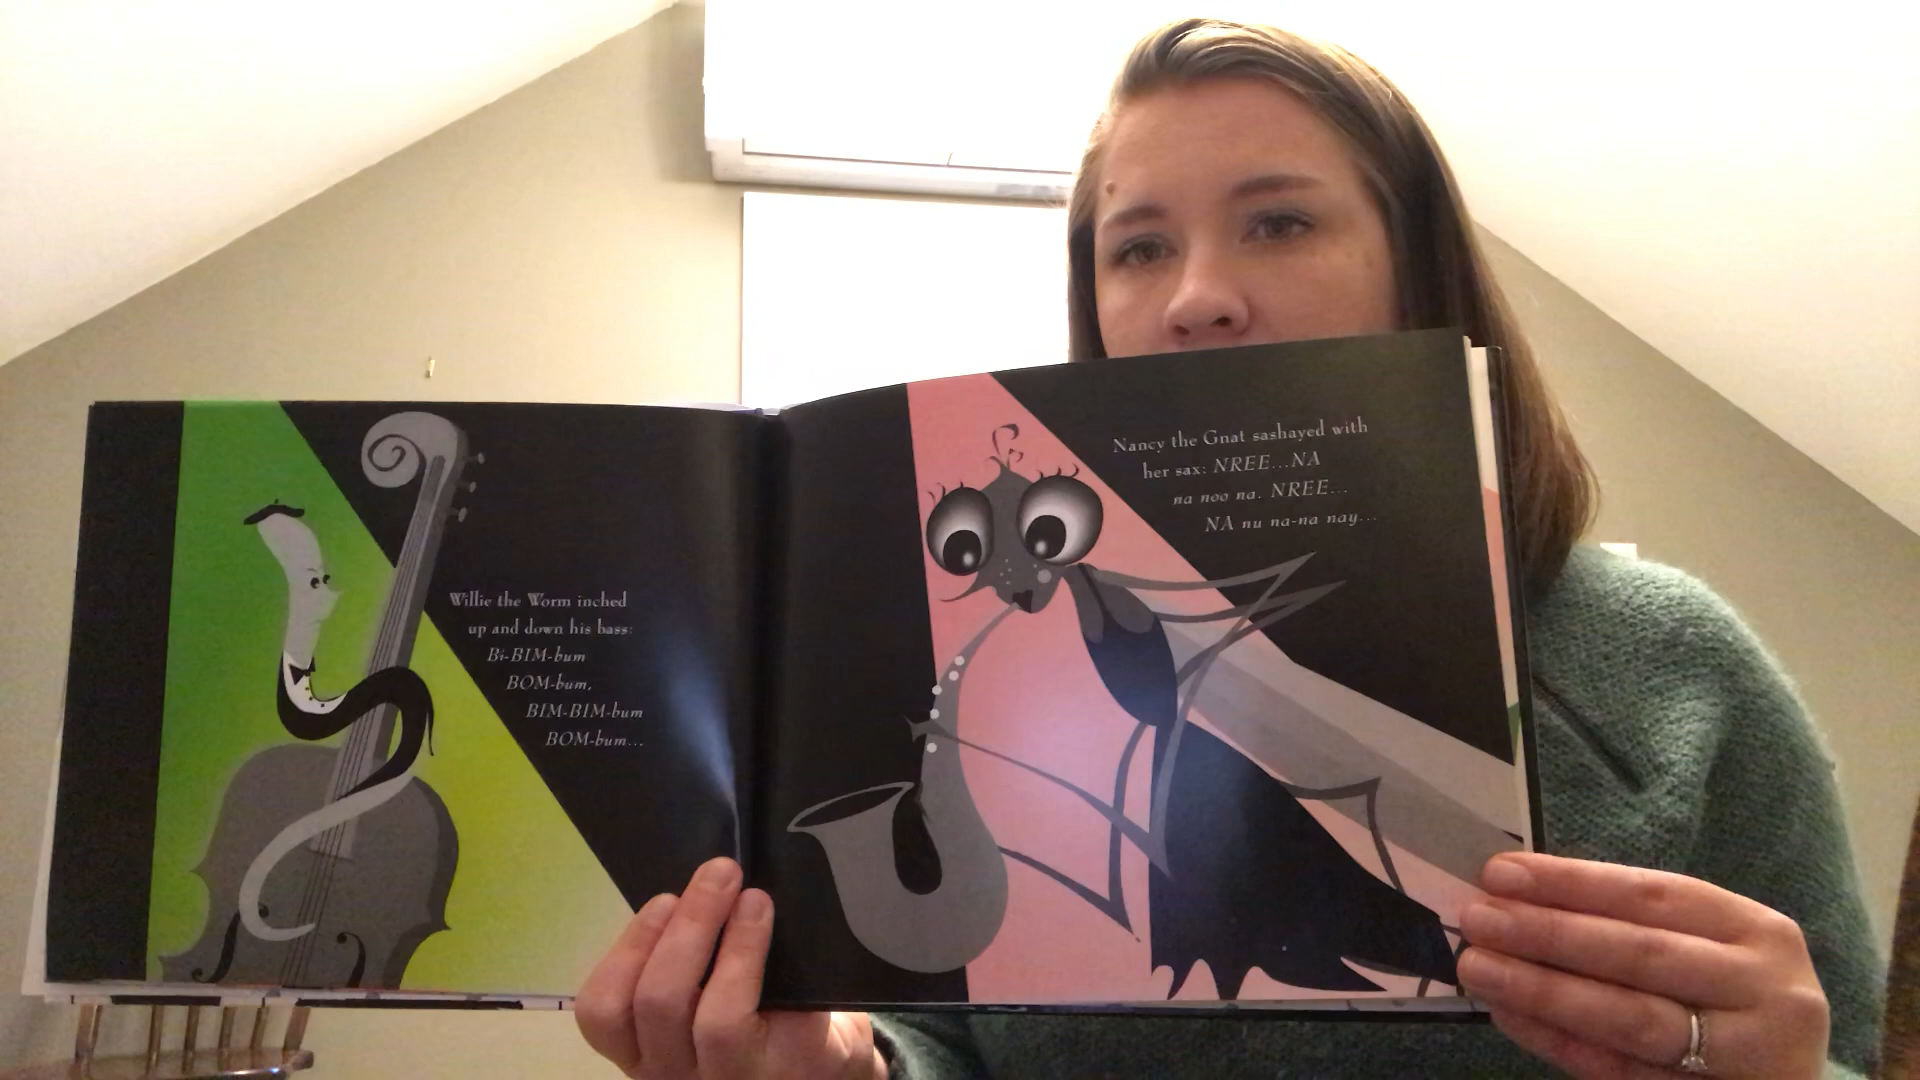 Willie the Worm inched
up and down his bass:
Bi-BIM-bum
BOM-bum,
BIM-BIM-bum
BOM-bum...
Nancy the Gnat sashayed with
her sax: NREE...NA
na noo na. NREE...
NA nu na-na nay...